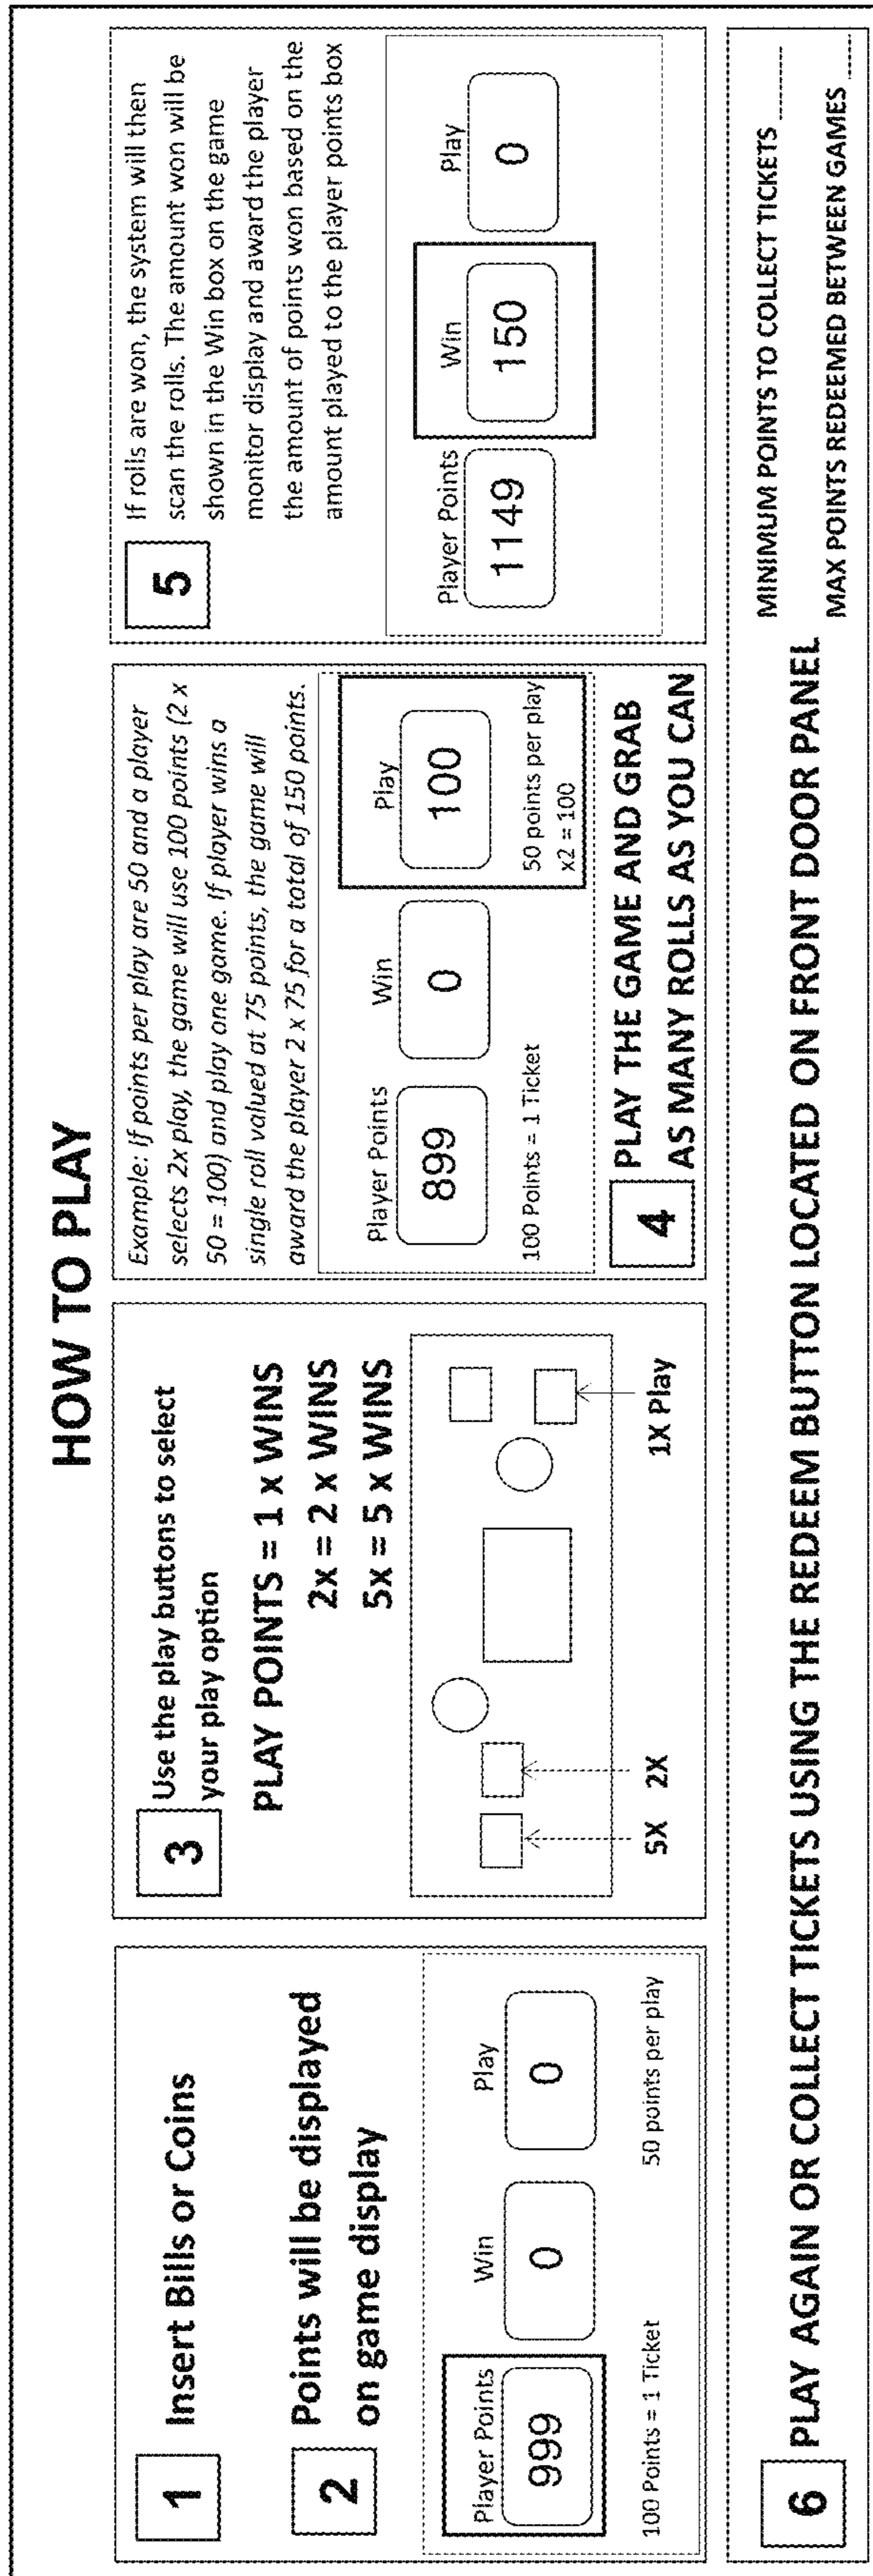 HOW TO PLAY
1
Insert Bills or Coins
2
Points will be displayed
on game display
Player Points
Win
Play
999
0
0
100 Points = 1 Ticket
50 points per play
3
Use the play buttons to select
your play option
PLAY POINTS = 1 x WINS
2x = 2 x WINS
5x = 5 x WINS
5X
2X
1X Play
Example: If points per play are 50 and a player
selects 2x play, the game will use 100 points (2 x
50 = 100) and play one game. If player wins a
single roll valued at 75 points, the game will
award the player 2 x 75 for a total of 150 points.
Player Points
Win
Play
899
0
100
100 Points = 1 Ticket
50 points per play
x2 = 100
4
PLAY THE GAME AND GRAB
AS MANY ROLLS AS YOU CAN
5
If rolls are won, the system will then
scan the rolls. The amount won will be
shown in the Win box on the game
monitor display and award the player
the amount of points won based on the
amount played to the player points box
Player Points
Win
Play
1149
150
0
6
PLAY AGAIN OR COLLECT TICKETS USING THE REDEEM BUTTON LOCATED ON FRONT DOOR PANEL
MINIMUM POINTS TO COLLECT TICKETS ______
MAX POINTS REDEEMED BETWEEN GAMES ____